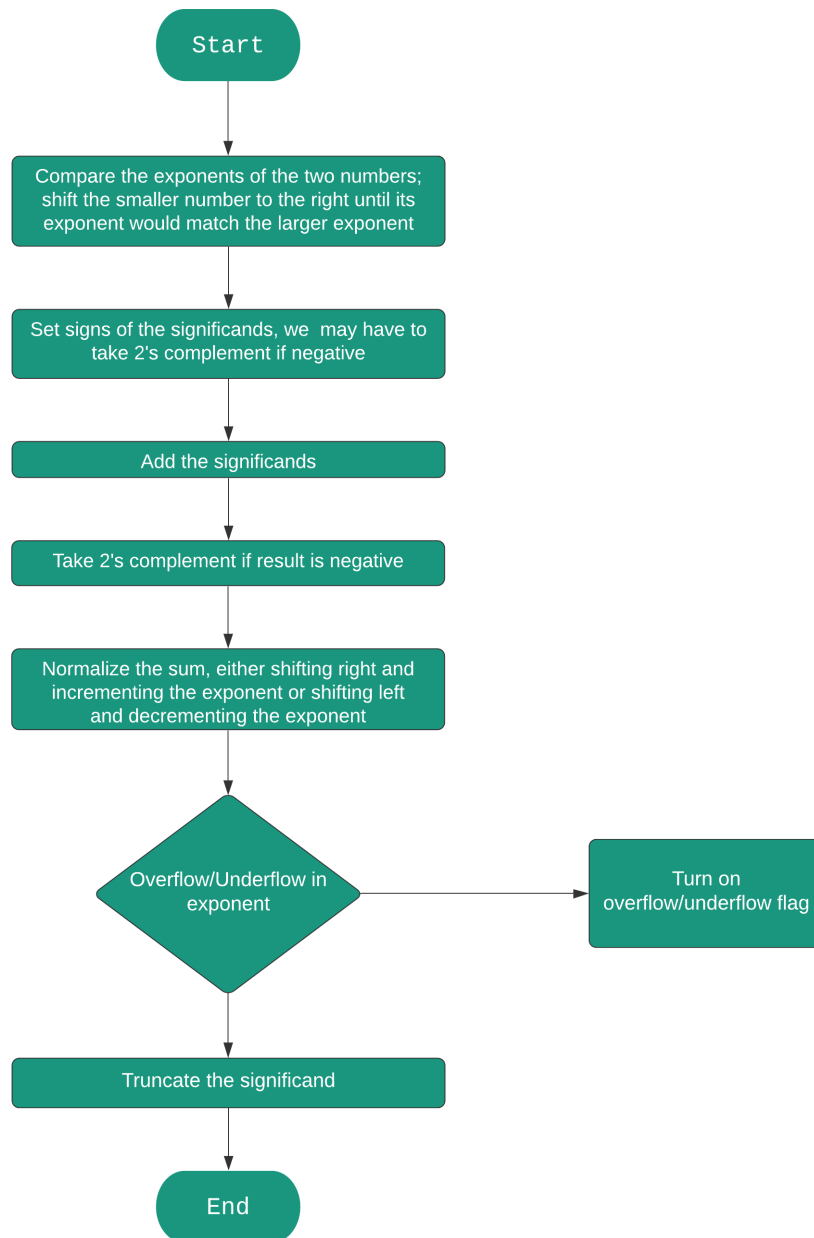 Start
Compare the exponents of the two numbers;
shift the smaller number to the right until its
exponent would match the larger exponent
Set signs of the significands, we  may have to
take 2's complement if negative
Add the significands
Take 2's complement if result is negative
Normalize the sum, either shifting right and
incrementing the exponent or shifting left
and decrementing the exponent
Overflow/Underflow in
exponent
Turn on
overflow/underflow flag
Truncate the significand
End